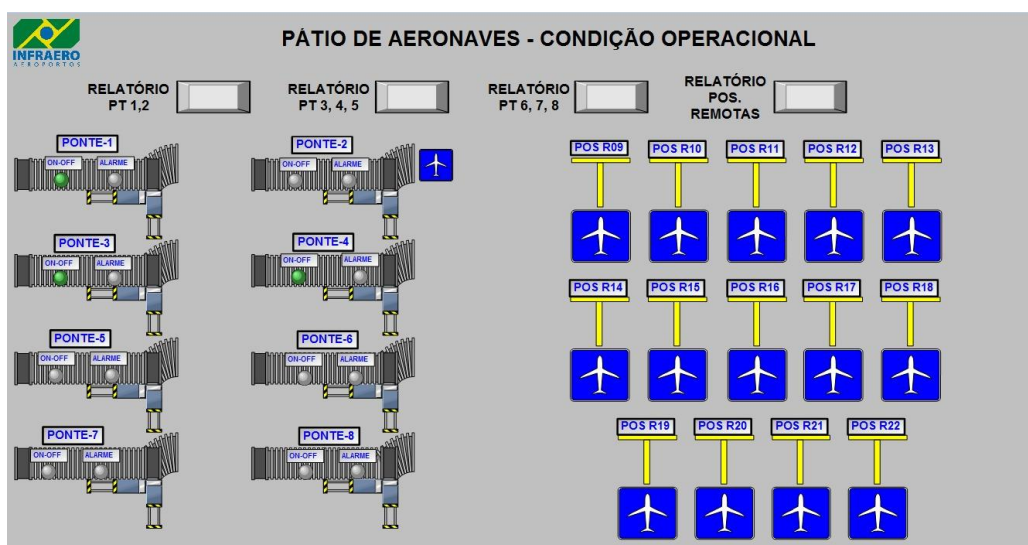 INFRAERO
AEROPORTOS
PÁTIO DE AERONAVES - CONDIÇÃO OPERACIONAL
RELATÓRIO
PT 1,2
RELATÓRIO
PT 3, 4, 5
RELATÓRIO
PT 6, 7, 8
RELATÓRIO
POS.
REMOTAS
PONTE-1
ON-OFF ALARME
PONTE-2
ON-OFF ALARME
POS R09 POS R10 POS R11 POS R12 POS R13
PONTE-3
ON-OFF ALARME
PONTE-4
ON-OFF ALARME
POS R14 POS R15 POS R16 POS R17 POS R18
PONTE-5
ON-OFF ALARME
PONTE-6
ON-OFF ALARME
POS R19 POS R20 POS R21 POS R22
PONTE-7
ON-OFF ALARME
PONTE-8
ON-OFF ALARME